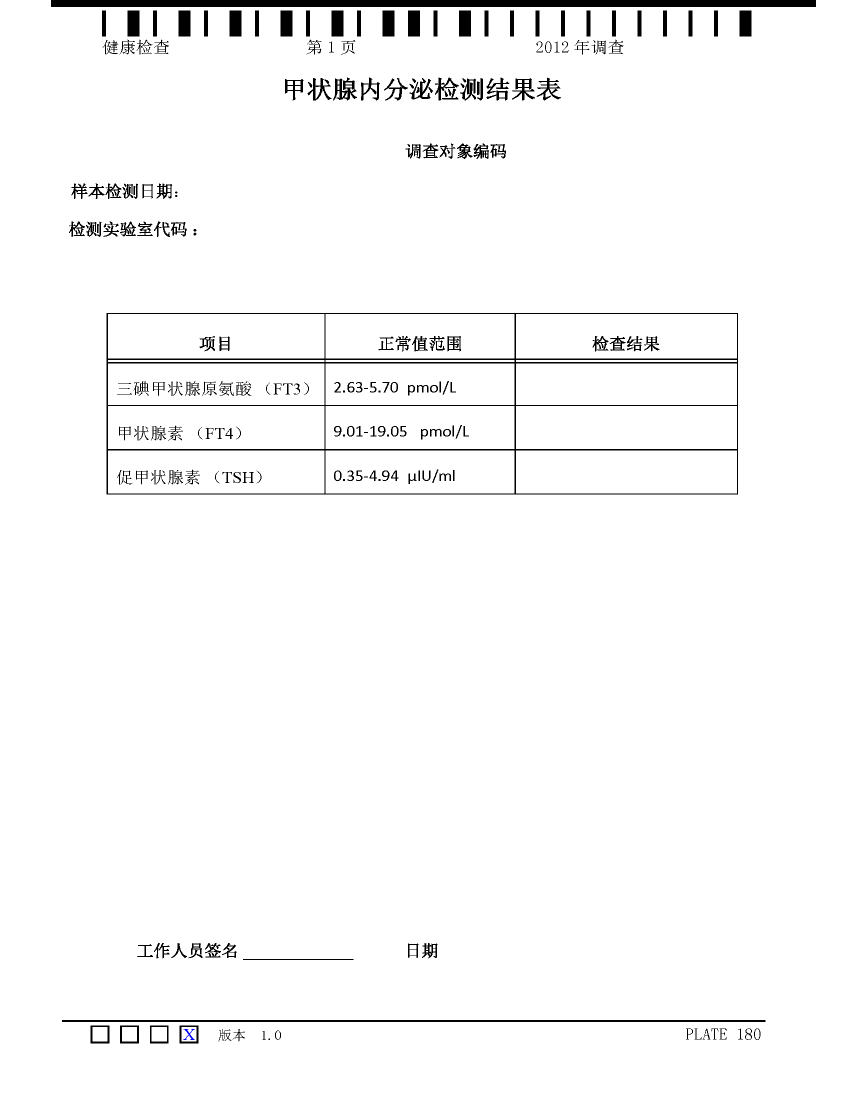 健康检查 第 1 页 2012 年调查
甲状腺内分泌检测结果表
调查对象编码
样本检测日期：
检测实验室代码：
项目 正常值范围 检查结果
三碘甲状腺原氨酸 （FT3） 2.63-5.70 pmol/L
甲状腺素 （FT4） 9.01-19.05 pmol/L
促甲状腺素 （TSH） 0.35-4.94 μIU/ml
工作人员签名 ____________ 日期
X 版本 1.0 PLATE 180